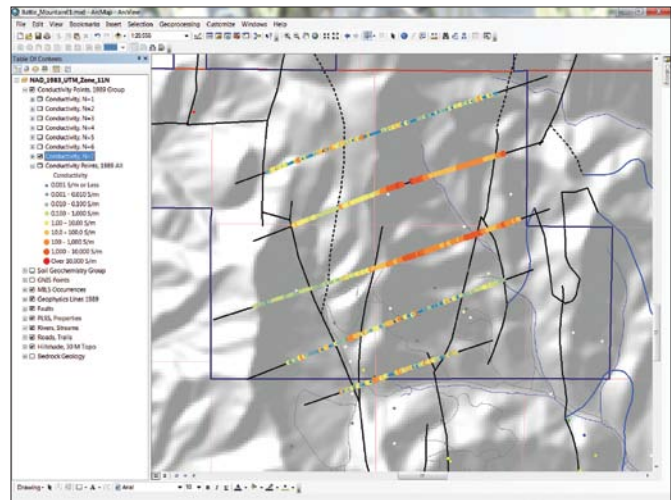 Battle_Mountain01.mxd - ArcMap - ArcView
File Edit View Bookmarks Insert Selection Geoprocessing Customize Windows Help
Table Of Contents
NAD_1983_UTM_Zone_11N
Conductivity Points, 1989 Group
Conductivity, N=1
Conductivity, N=2
Conductivity, N=3
Conductivity, N=4
Conductivity, N=5
Conductivity, N=6
Conductivity, N=7
Conductivity Points, 1989 All
Conductivity
0.001 S/m or Less
0.001 - 0.010 S/m
0.010 - 0.100 S/m
0.100 - 1.000 S/m
1.00 - 10.00 S/m
10.0 - 100.0 S/m
100 - 1,000 S/m
1,000 - 10,000 S/m
Over 10,000 S/m
Soil Geochemistry Group
GNIS Points
MILS Occurrences
Geophysics Lines 1989
Faults
PLSS, Properties
Rivers, Streams
Roads, Trails
Hillshade, 10 M Topo
Bedrock Geology
Drawing
Arial
10
B I U A